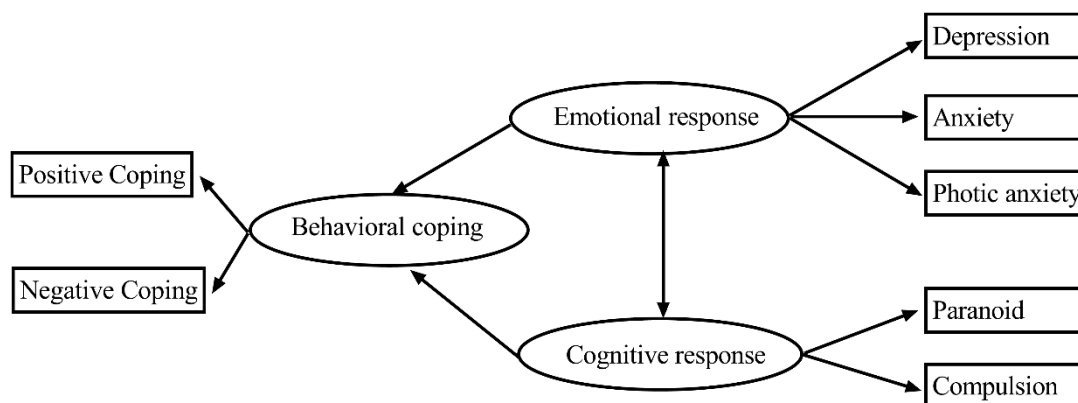 Depression
Emotional response
Anxiety
Positive Coping
Photic anxiety
Behavioral coping
Negative Coping
Paranoid
Cognitive response
Compulsion